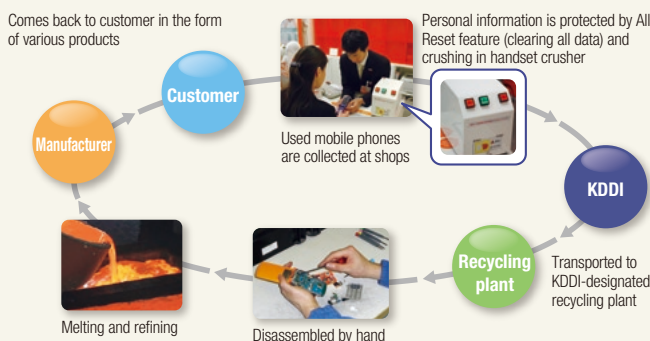 Comes back to customer in the form
of various products
Personal information is protected by All
Reset feature (clearing all data) and
crushing in handset crusher
Customer
Manufacturer
Used mobile phones
are collected at shops
KDDI
Recycling
plant
Transported to
KDDI-designated
recycling plant
Melting and refining
Disassembled by hand